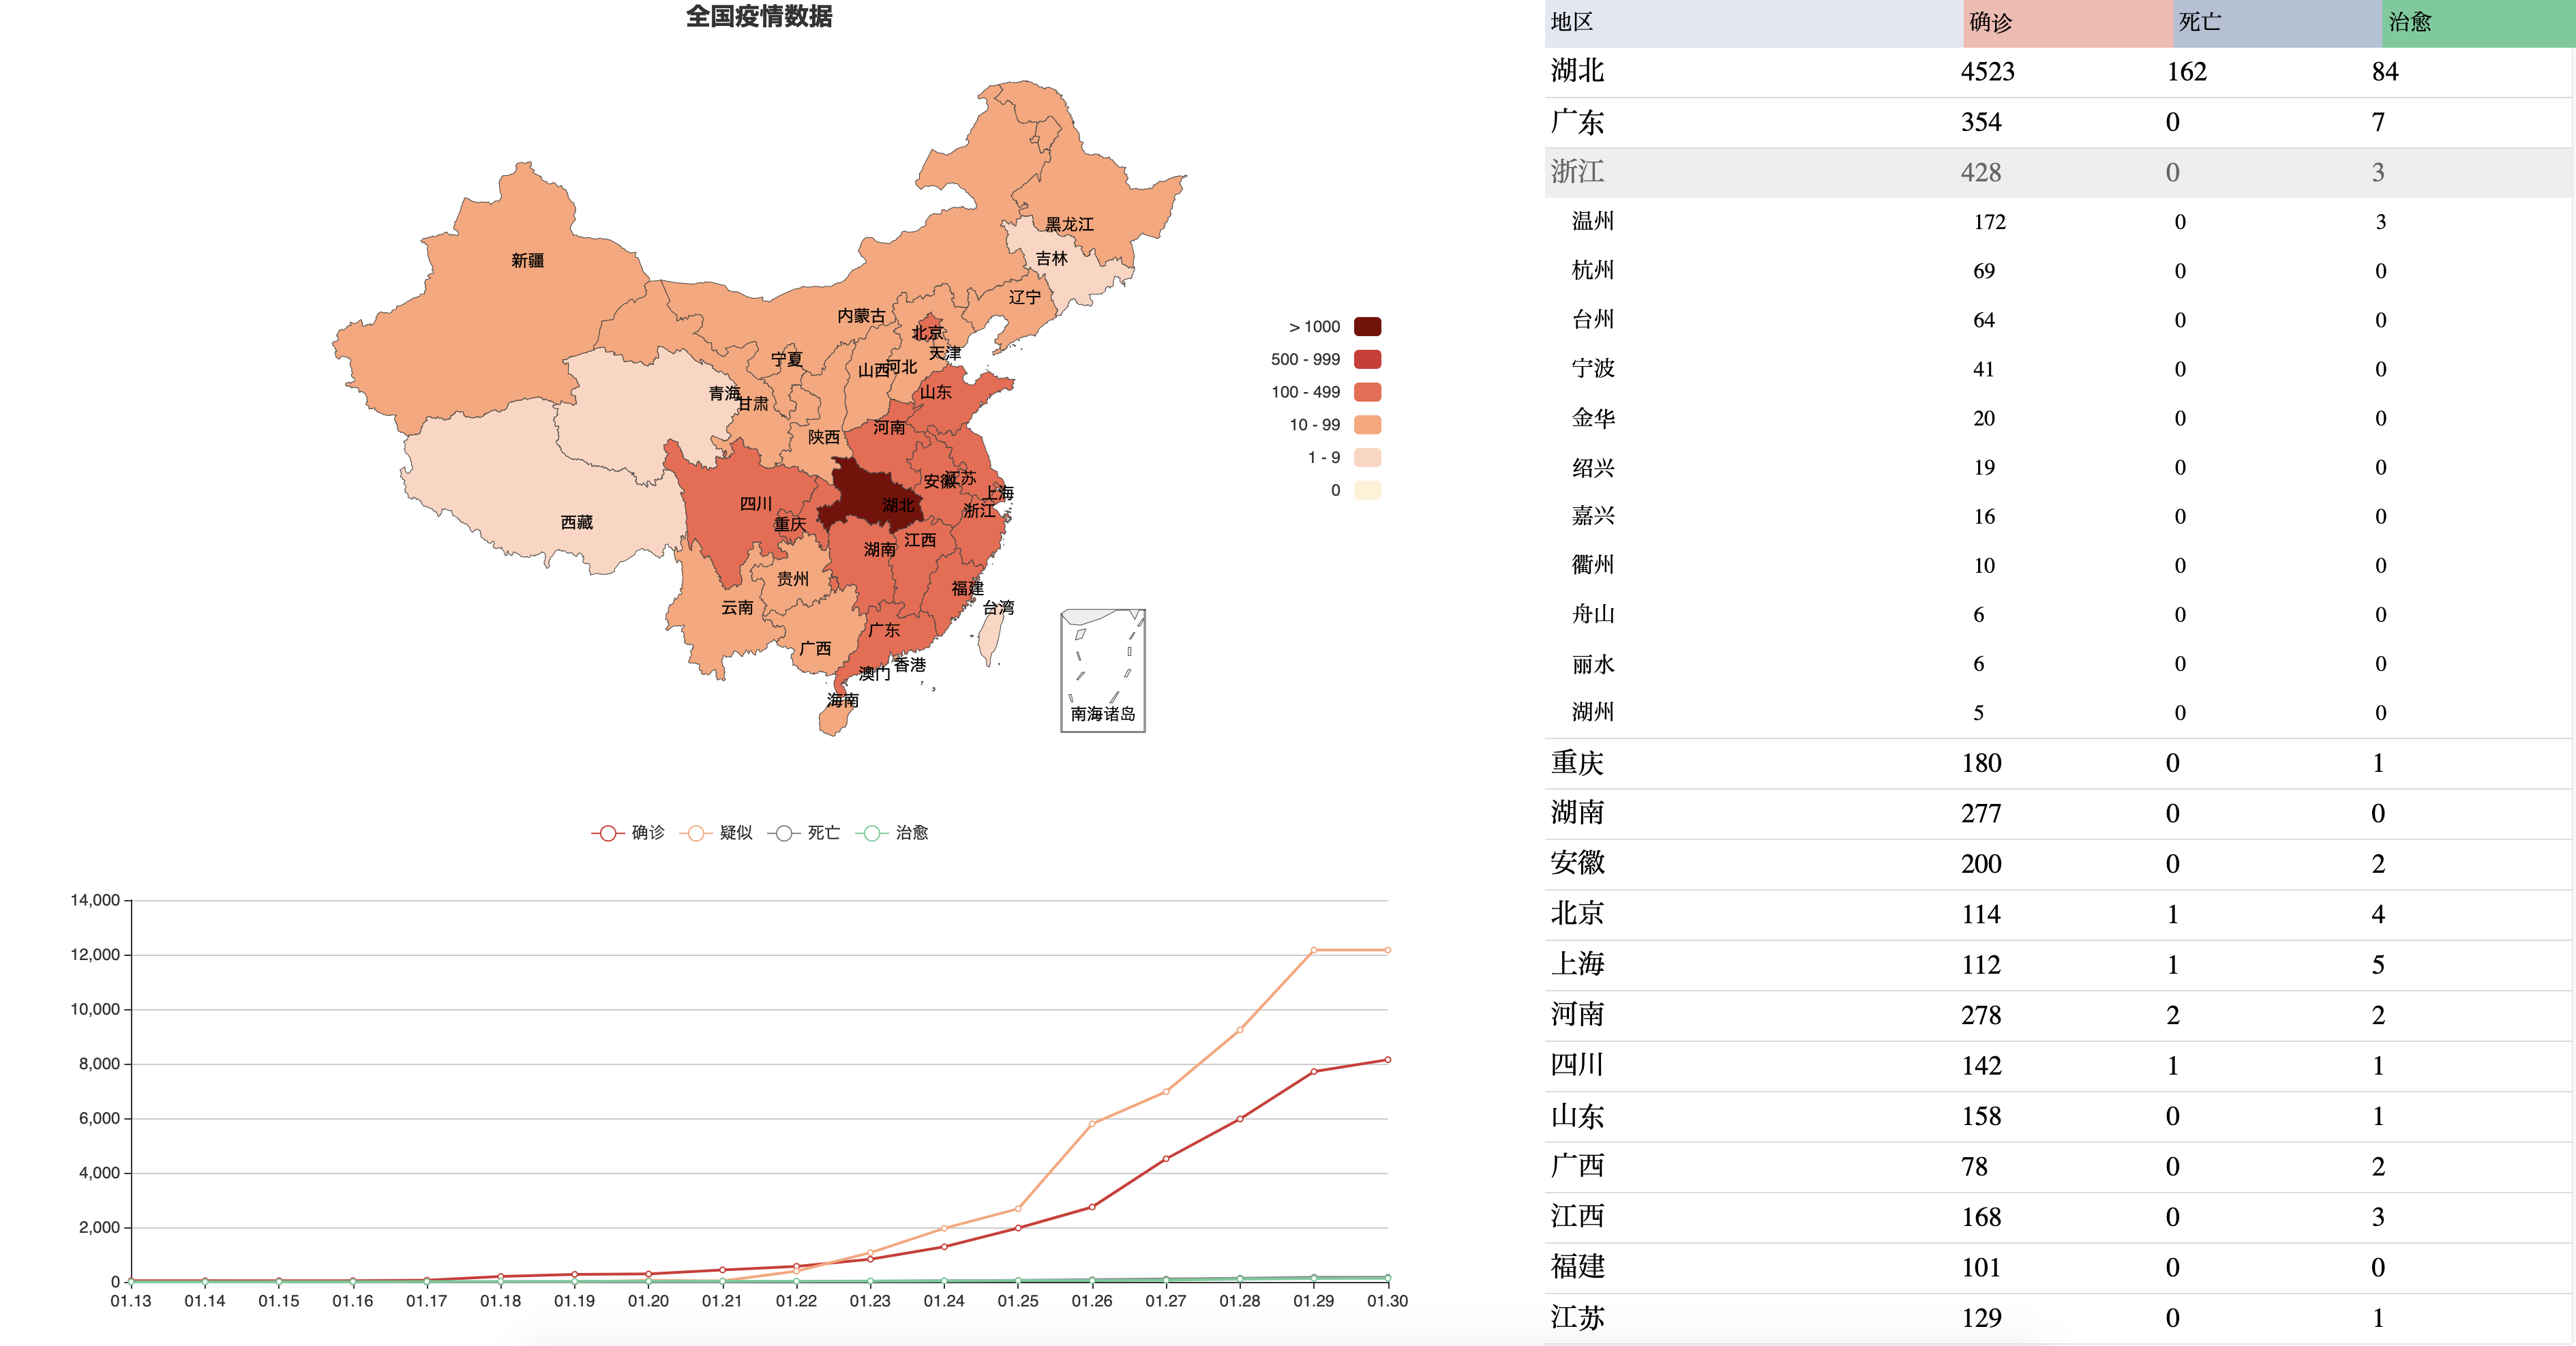 全国疫情数据
黑龙江
吉林
新疆
辽宁
内蒙古
北京
天津
宁夏
山西
河北
青海
甘肃
山东
河南
陕西
安徽
江苏
上海
四川
湖北
浙江
西藏
重庆
湖南
江西
贵州
福建
云南
台湾
广东
广西
香港
澳门
海南
南海诸岛
> 1000
500 - 999
100 - 499
10 - 99
1 - 9
0
确诊 疑似 死亡 治愈
14,000
12,000
10,000
8,000
6,000
4,000
2,000
0
01.13 01.14 01.15 01.16 01.17 01.18 01.19 01.20 01.21 01.22 01.23 01.24 01.25 01.26 01.27 01.28 01.29 01.30
地区 确诊 死亡 治愈
湖北 4523 162 84
广东 354 0 7
浙江 428 0 3
温州 172 0 3
杭州 69 0 0
台州 64 0 0
宁波 41 0 0
金华 20 0 0
绍兴 19 0 0
嘉兴 16 0 0
衢州 10 0 0
舟山 6 0 0
丽水 6 0 0
湖州 5 0 0
重庆 180 0 1
湖南 277 0 0
安徽 200 0 2
北京 114 1 4
上海 112 1 5
河南 278 2 2
四川 142 1 1
山东 158 0 1
广西 78 0 2
江西 168 0 3
福建 101 0 0
江苏 129 0 1